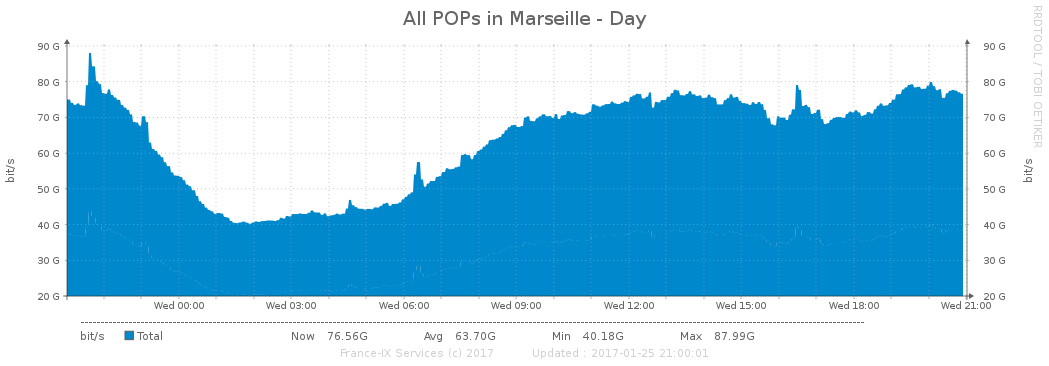 All POPs in Marseille - Day
RRDTOOL / TOBI OETIKER
90 G 90 G
80 G 80 G
70 G 70 G
60 G 60 G
50 G 50 G
40 G 40 G
30 G 30 G
20 G 20 G
bit/s bit/s
Wed 00:00 Wed 03:00 Wed 06:00 Wed 09:00 Wed 12:00 Wed 15:00 Wed 18:00 Wed 21:00
bit/s Total Now 76.56G Avg 63.70G Min 40.18G Max 87.99G
France-IX Services (c) 2017 Updated : 2017-01-25 21:00:01